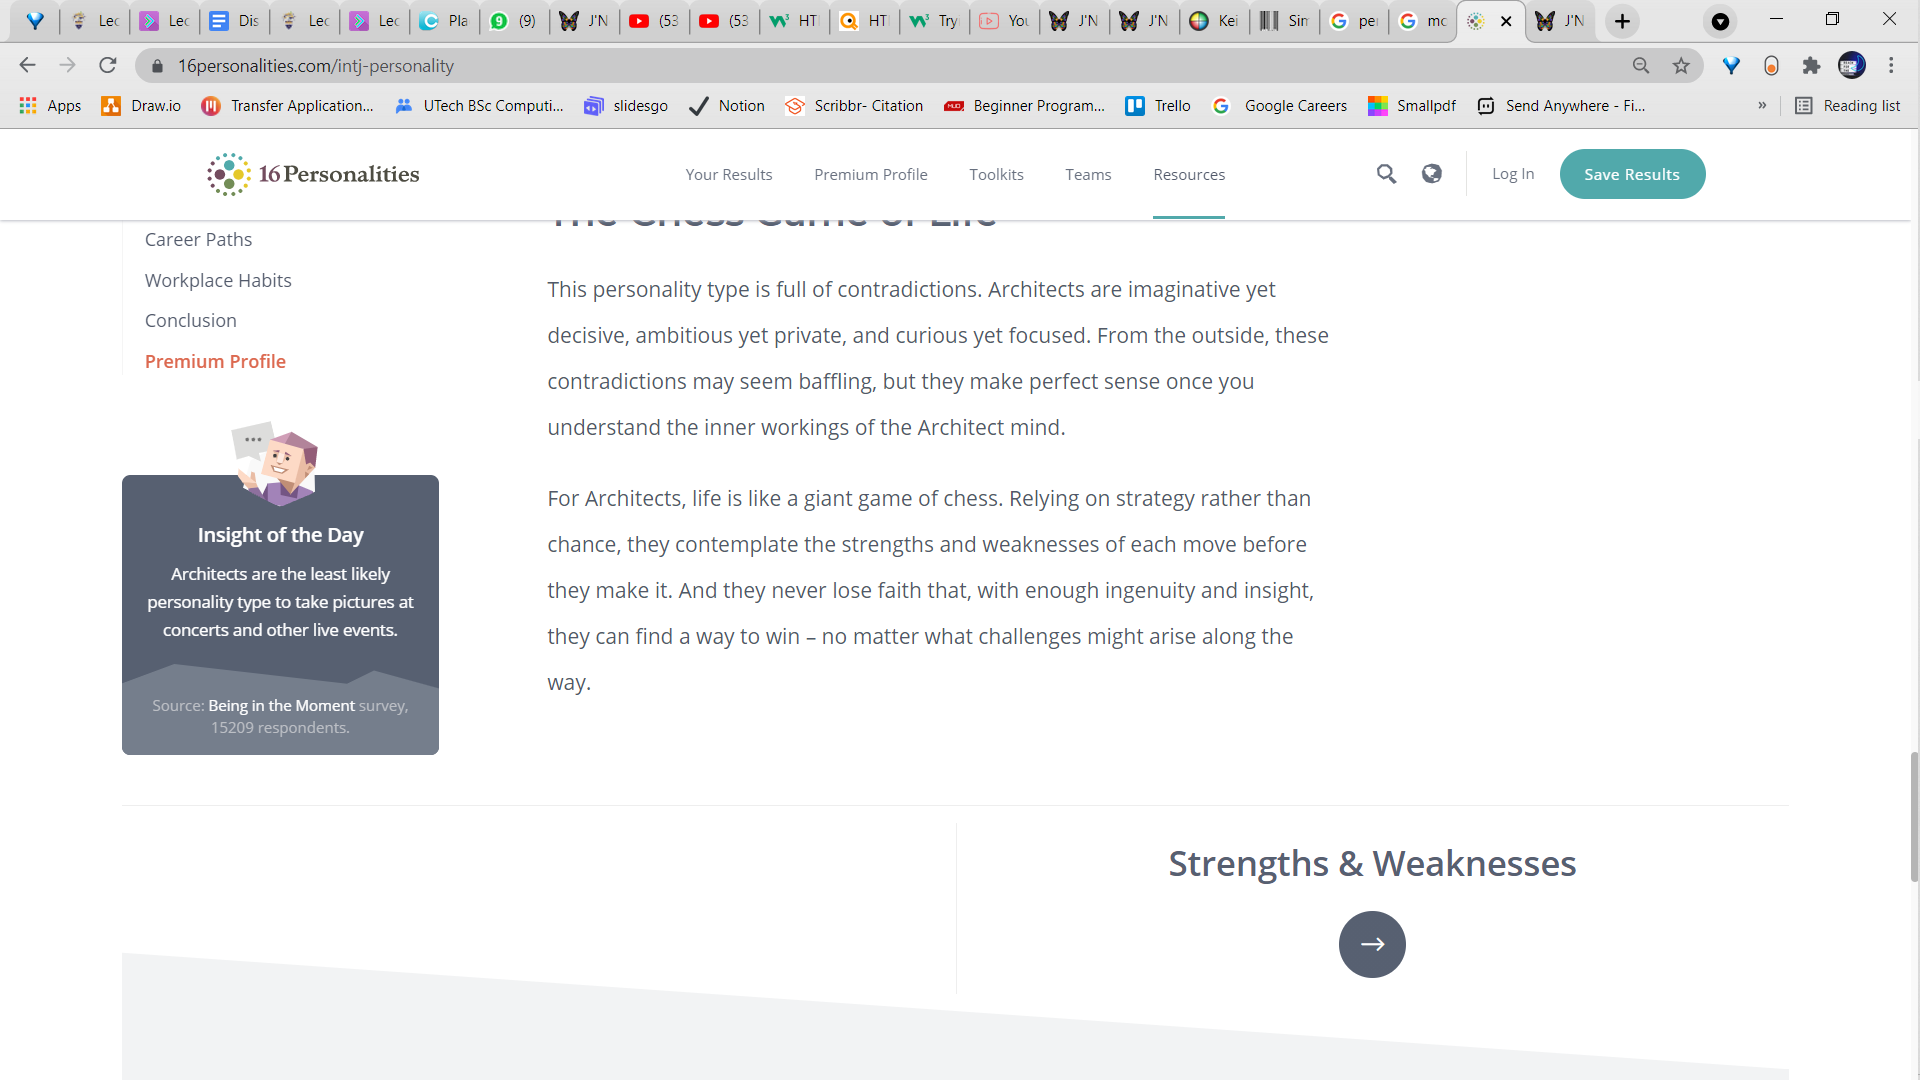 Lec
Lec
Dis
Lec
Lec
Pla
(9)
J'N
(53
(53
HT
HT
Try
You
J'N
J'N
Kei
Sim
per
mc
J'N
16personalities.com/intj-personality
Apps
Draw.io
Transfer Application...
UTech BSc Computi...
slidesgo
Notion
Scribbr- Citation
Beginner Program...
Trello
Google Careers
Smallpdf
Send Anywhere - Fi...
»
Reading list
16Personalities
Your Results
Premium Profile
Toolkits
Teams
Resources
Log In
Save Results
The Chess Game of Life
Career Paths
Workplace Habits
Conclusion
Premium Profile
This personality type is full of contradictions. Architects are imaginative yet
decisive, ambitious yet private, and curious yet focused. From the outside, these
contradictions may seem baffling, but they make perfect sense once you
understand the inner workings of the Architect mind.
For Architects, life is like a giant game of chess. Relying on strategy rather than
chance, they contemplate the strengths and weaknesses of each move before
they make it. And they never lose faith that, with enough ingenuity and insight,
they can find a way to win – no matter what challenges might arise along the
way.
Insight of the Day
Architects are the least likely
personality type to take pictures at
concerts and other live events.
Source: Being in the Moment survey,
15209 respondents.
Strengths & Weaknesses